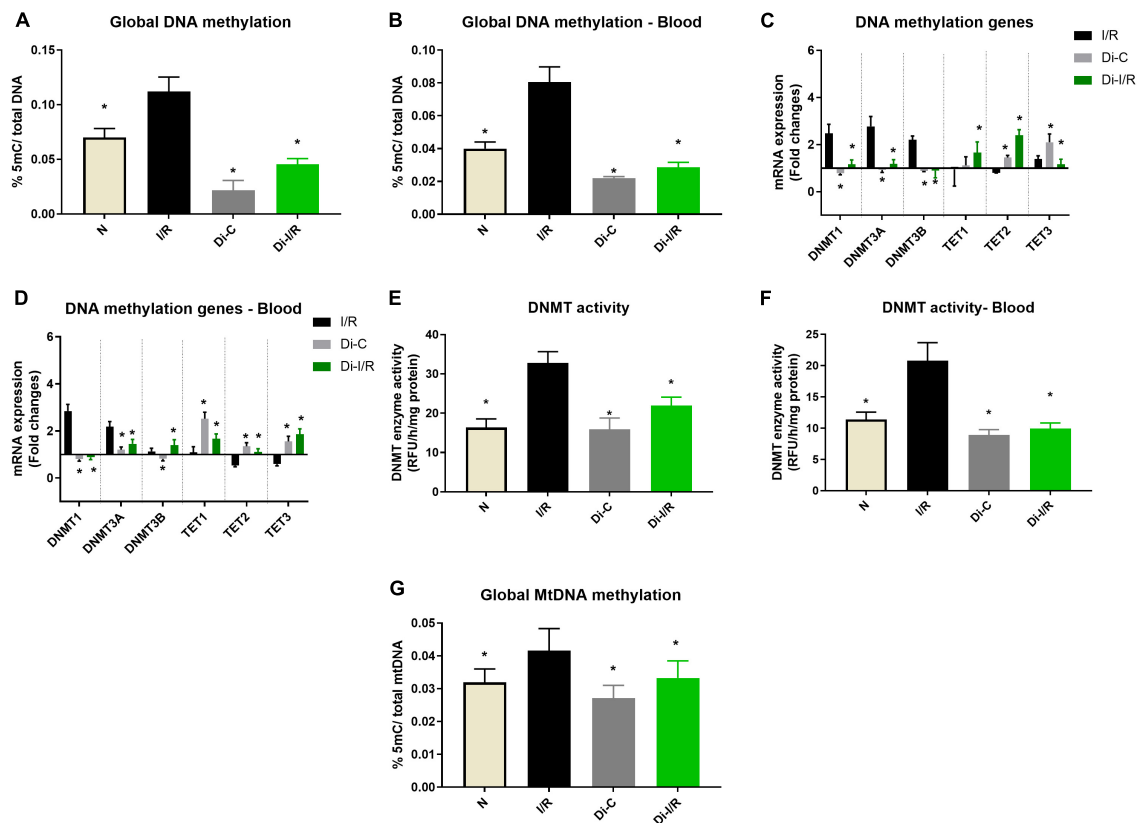 A
Global DNA methylation
% 5mC/ total DNA
0.15
0.10
0.05
0.00
*
*
*
N
I/R
Di-C
Di-I/R
B
Global DNA methylation - Blood
% 5mC/ total DNA
0.10
0.08
0.06
0.04
0.02
0.00
*
*
*
N
I/R
Di-C
Di-I/R
C
DNA methylation genes
I/R
Di-C
Di-I/R
mRNA expression
(Fold changes)
6
4
2
0
* * * * * * * * * * *
DNMT1
DNMT3A
DNMT3B
TET1
TET2
TET3
D
DNA methylation genes - Blood
I/R
Di-C
Di-I/R
mRNA expression
(Fold changes)
6
4
2
0
* * * * * * * * * * * *
DNMT1
DNMT3A
DNMT3B
TET1
TET2
TET3
E
DNMT activity
DNMT enzyme activity
(RFU/h/mg protein)
40
30
20
10
0
*
*
*
N
I/R
Di-C
Di-I/R
F
DNMT activity- Blood
DNMT enzyme activity
(RFU/h/mg protein)
25
20
15
10
5
0
*
*
*
N
I/R
Di-C
Di-I/R
G
Global MtDNA methylation
% 5mC/ total mtDNA
0.05
0.04
0.03
0.02
0.01
0.00
*
*
*
N
I/R
Di-C
Di-I/R